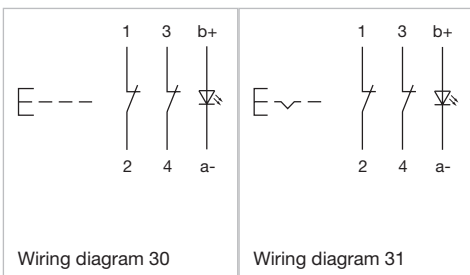 1 3 b+
2 4 a-
Wiring diagram 30
1 3 b+
2 4 a-
Wiring diagram 31